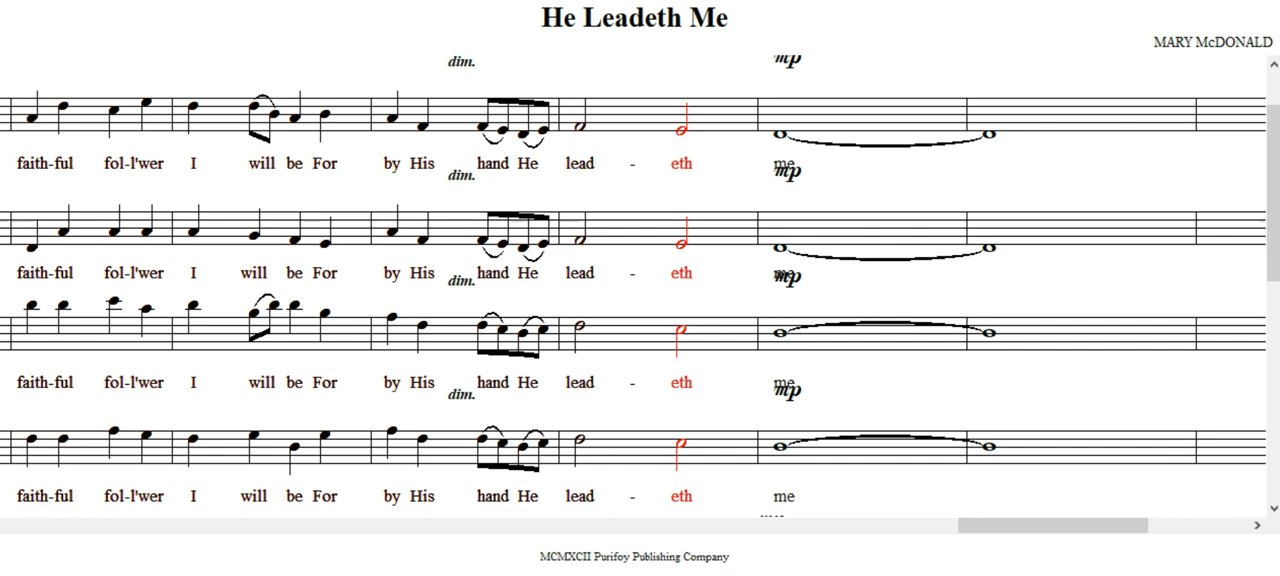 He Leadeth Me
MARY McDONALD
dim. mp
faith-ful fol-l'wer I will be For by His hand He lead - eth me
dim. mp
faith-ful fol-l'wer I will be For by His hand He lead - eth me
dim. mp
faith-ful fol-l'wer I will be For by His hand He lead - eth me
dim. mp
faith-ful fol-l'wer I will be For by His hand He lead - eth me
MCMXCII Purifoy Publishing Company